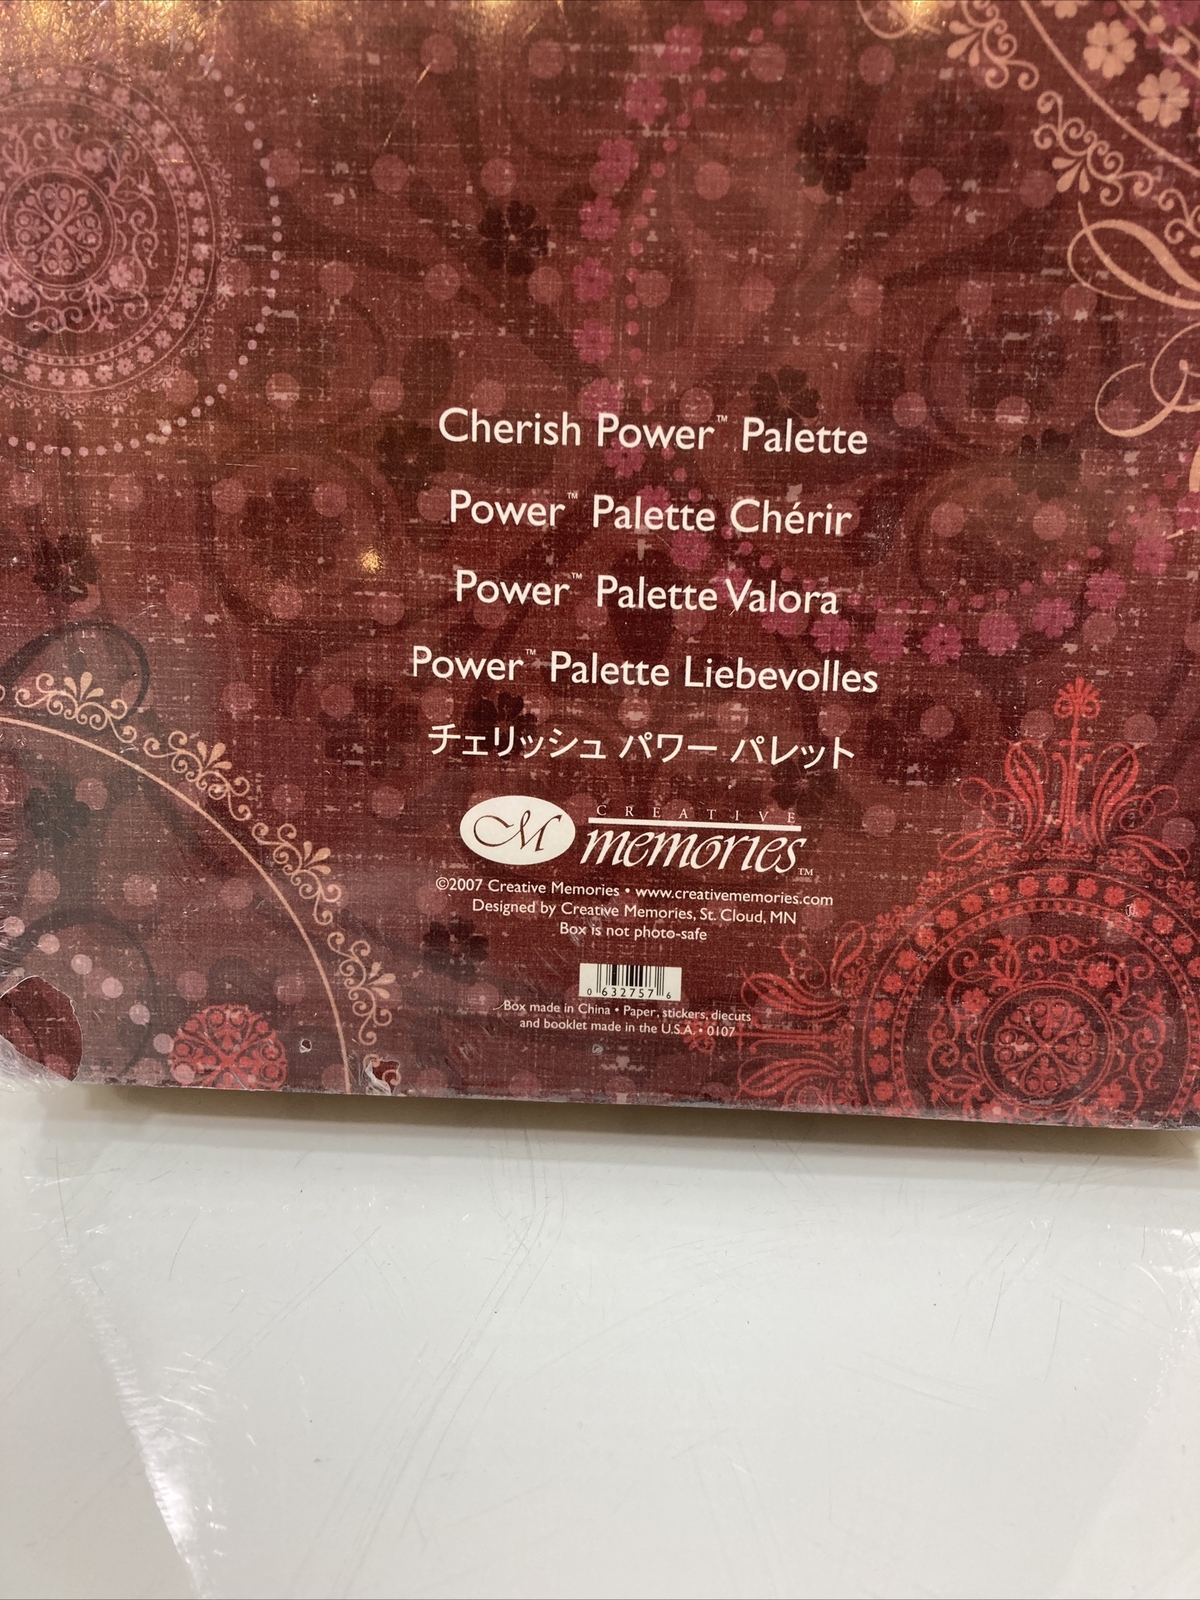 Cherish Power™ Palette
Power™ Palette Chérir
Power™ Palette Valora
Power™ Palette Liebevolles
チェリッシュ パワー パレット
CM CREATIVE
memories™
©2007 Creative Memories • www.creativememories.com
Designed by Creative Memories, St. Cloud, MN
Box is not photo-safe
0 632757 6
Box made in China • Paper, stickers, diecuts
and booklet made in the U.S.A. • 0107